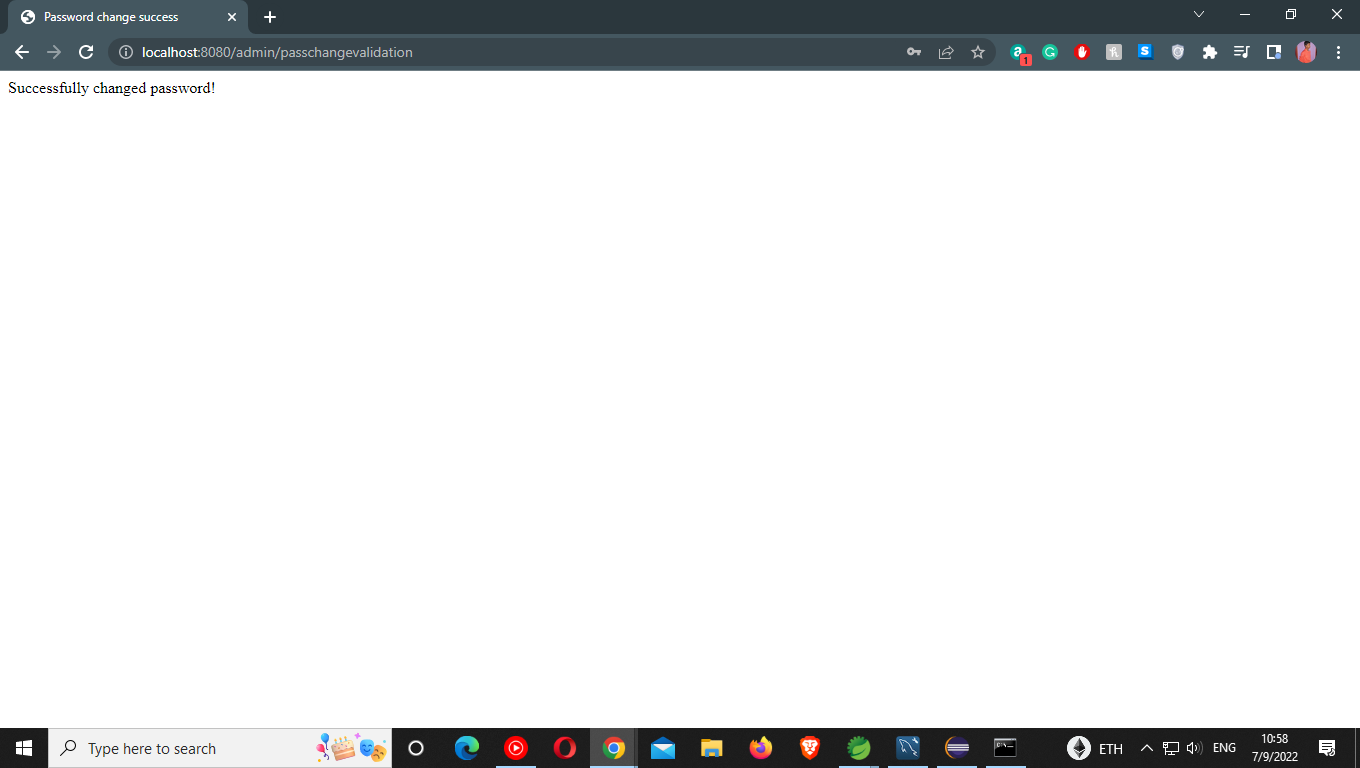 Password change success
localhost:8080/admin/passchangevalidation
1
Successfully changed password!
Type here to search
ETH
ENG
10:58
7/9/2022